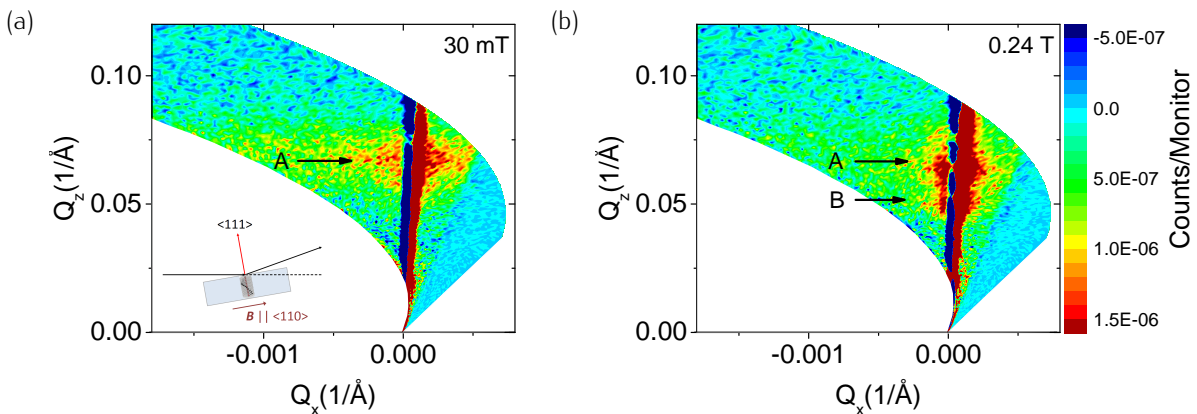 (a)
30 mT
0.10
0.05
0.00
Q_z(1/Å)
A
<111>
B || <110>
-0.001
0.000
Q_x(1/Å)
(b)
0.24 T
0.10
0.05
0.00
Q_z(1/Å)
A
B
-0.001
0.000
Q_x(1/Å)
-5.0E-07
0.0
5.0E-07
1.0E-06
1.5E-06
Counts/Monitor